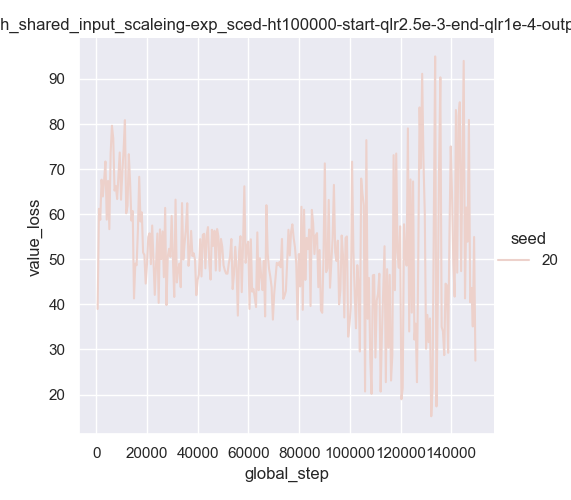 h_shared_input_scaleing-exp_sced-ht100000-start-qlr2.5e-3-end-qlr1e-4-outp
90
80
70
60
50
40
30
20
value_loss
0 20000 40000 60000 80000 100000 120000 140000
global_step
seed
20